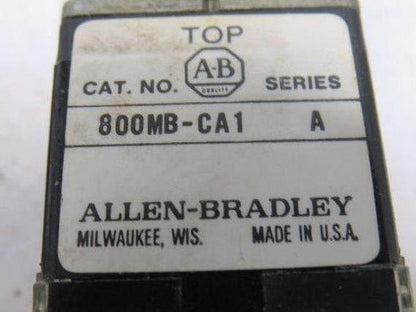 TOP
CAT. NO. A-B SERIES
QUALITY
800MB-CA1 A
ALLEN-BRADLEY
MILWAUKEE, WIS. MADE IN U.S.A.